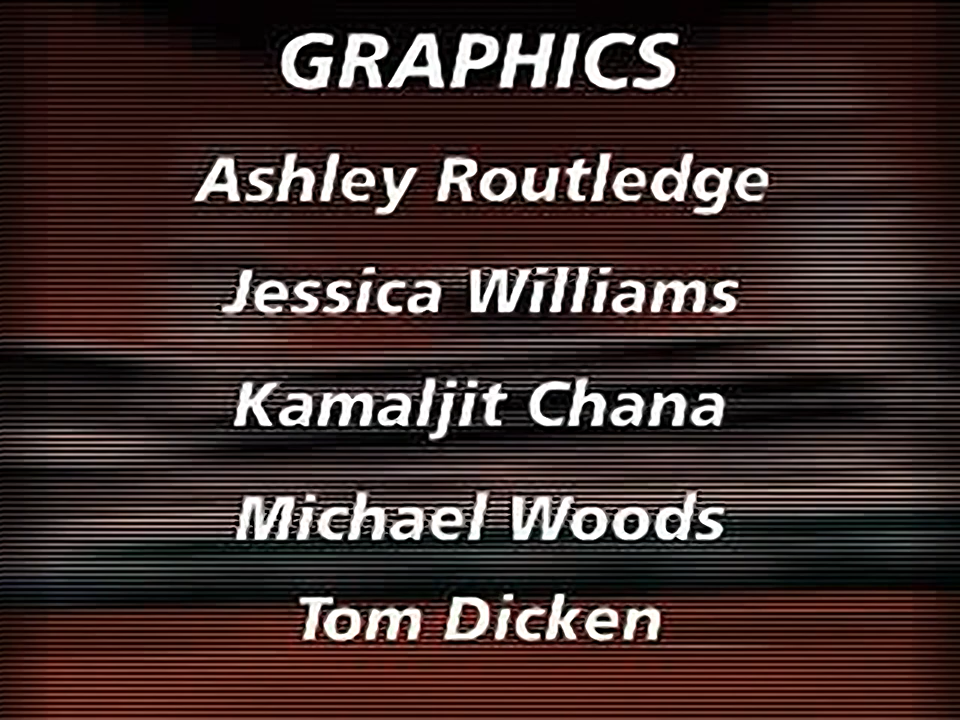 GRAPHICS
Ashley Routledge
Jessica Williams
Kamaljit Chana
Michael Woods
Tom Dicken